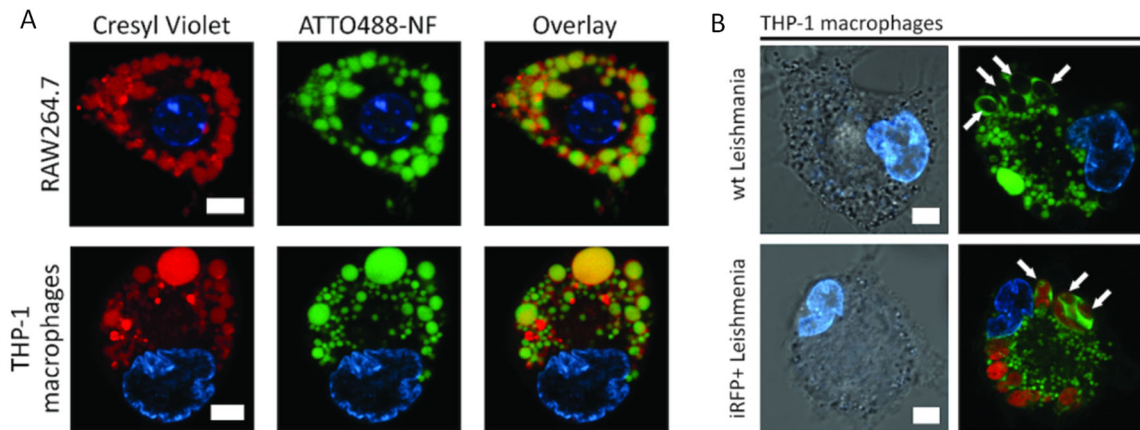 A
Cresyl Violet
ATTO488-NF
Overlay
RAW264.7
THP-1
macrophages
B
THP-1 macrophages
wt Leishmania
iRFP+ Leishmenia